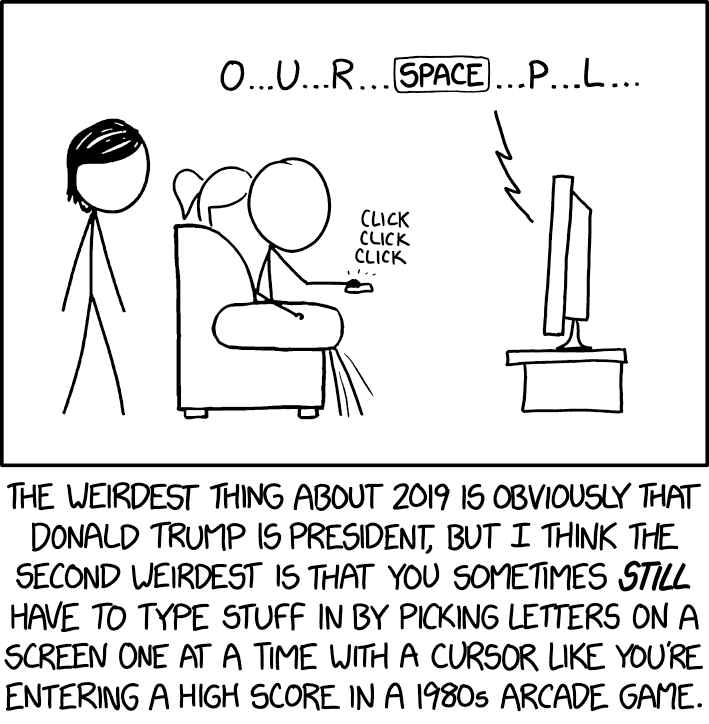 O...U...R...SPACE...P...L...
CLICK
CLICK
CLICK
THE WEIRDEST THING ABOUT 2019 IS OBVIOUSLY THAT
DONALD TRUMP IS PRESIDENT, BUT I THINK THE
SECOND WEIRDEST IS THAT YOU SOMETIMES STILL
HAVE TO TYPE STUFF IN BY PICKING LETTERS ON A
SCREEN ONE AT A TIME WITH A CURSOR LIKE YOU'RE
ENTERING A HIGH SCORE IN A 1980s ARCADE GAME.